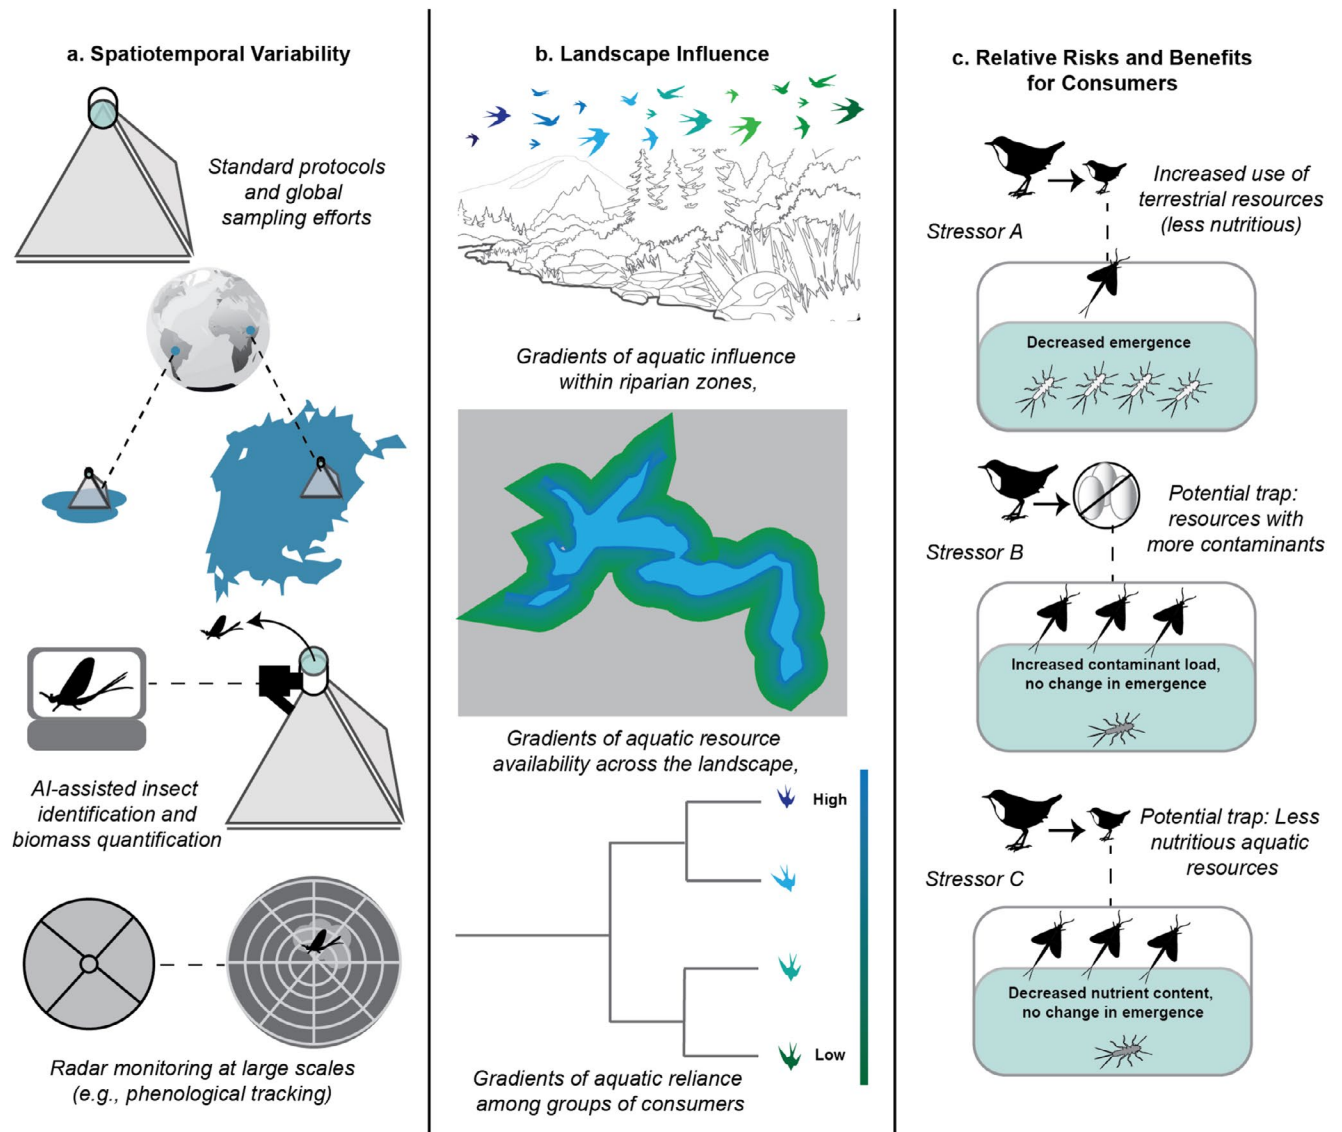 a. Spatiotemporal Variability
Standard protocols
and global
sampling efforts
AI-assisted insect
identification and
biomass quantification
Radar monitoring at large scales
(e.g., phenological tracking)
b. Landscape Influence
Gradients of aquatic influence
within riparian zones,
Gradients of aquatic resource
availability across the landscape,
High
Low
Gradients of aquatic reliance
among groups of consumers
c. Relative Risks and Benefits
for Consumers
Increased use of
terrestrial resources
(less nutritious)
Stressor A
Decreased emergence
Potential trap:
resources with
more contaminants
Stressor B
Increased contaminant load,
no change in emergence
Potential trap: Less
nutritious aquatic
resources
Stressor C
Decreased nutrient content,
no change in emergence